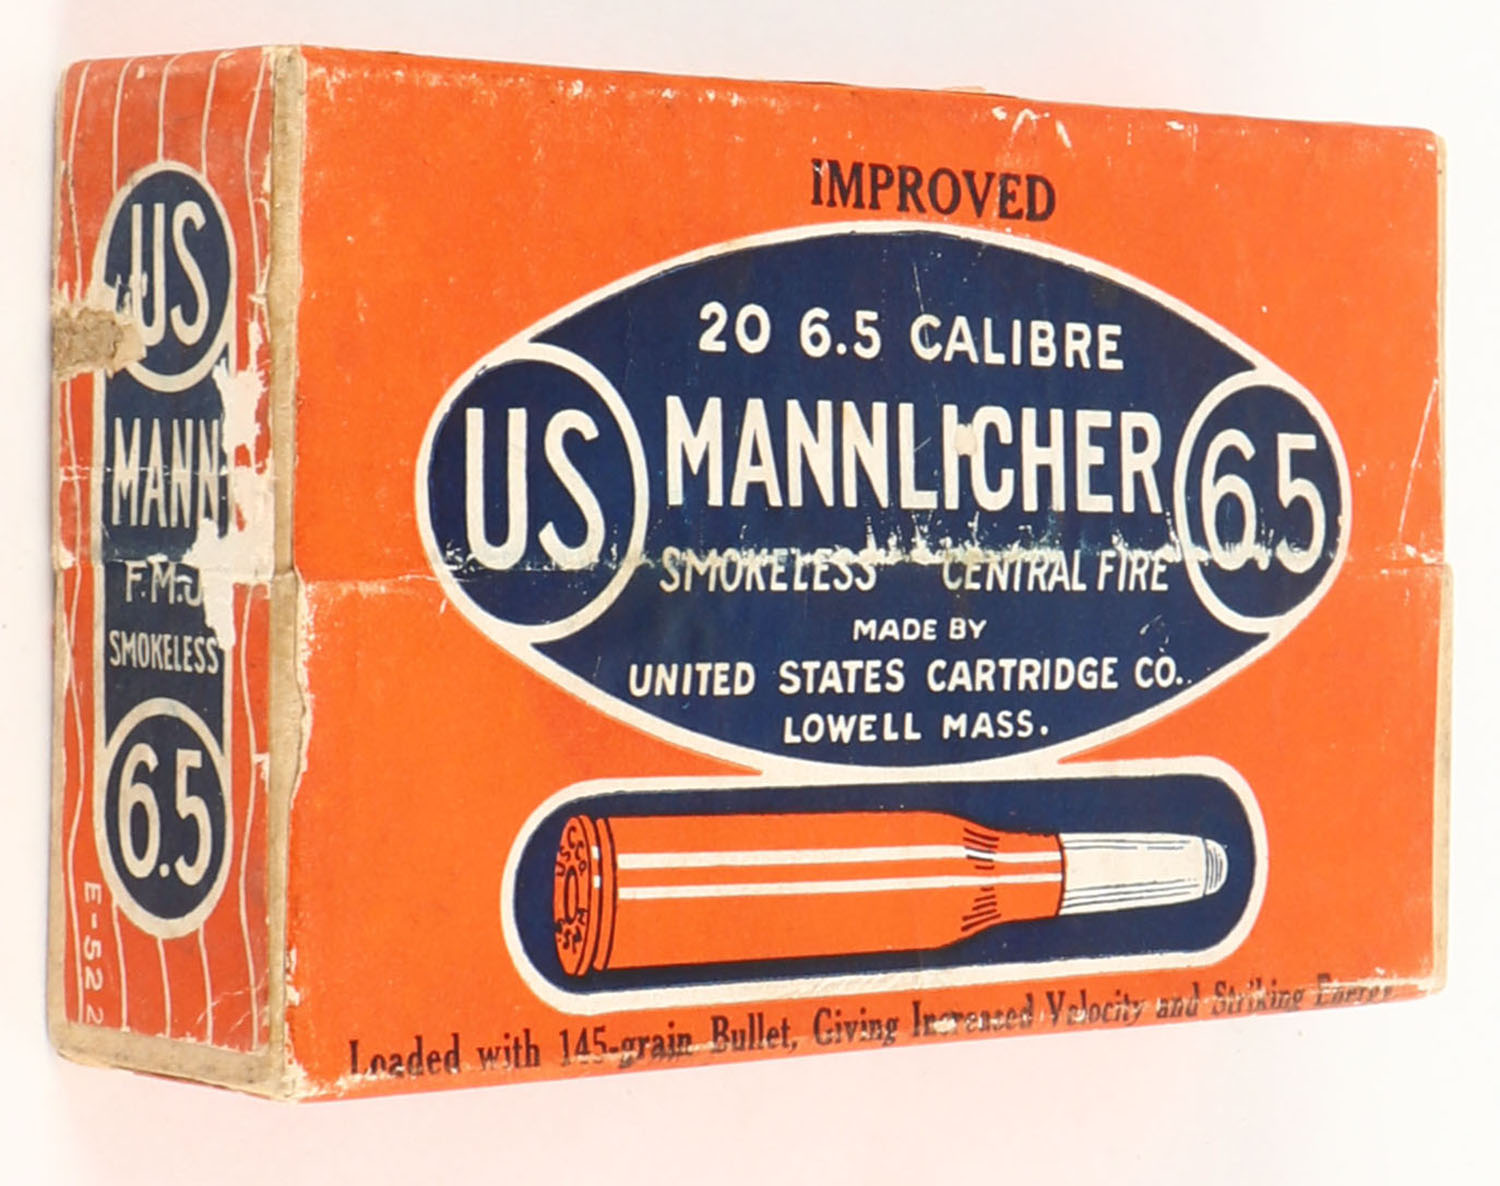 US
MANN
F.M.J
SMOKELESS
6.5
E-522
IMPROVED
20 6.5 CALIBRE
US
MANNLICHER
6.5
SMOKELESS CENTRAL FIRE
MADE BY
UNITED STATES CARTRIDGE CO.
LOWELL MASS.
Loaded with 145-grain Bullet, Giving Increased Velocity and Striking Energy